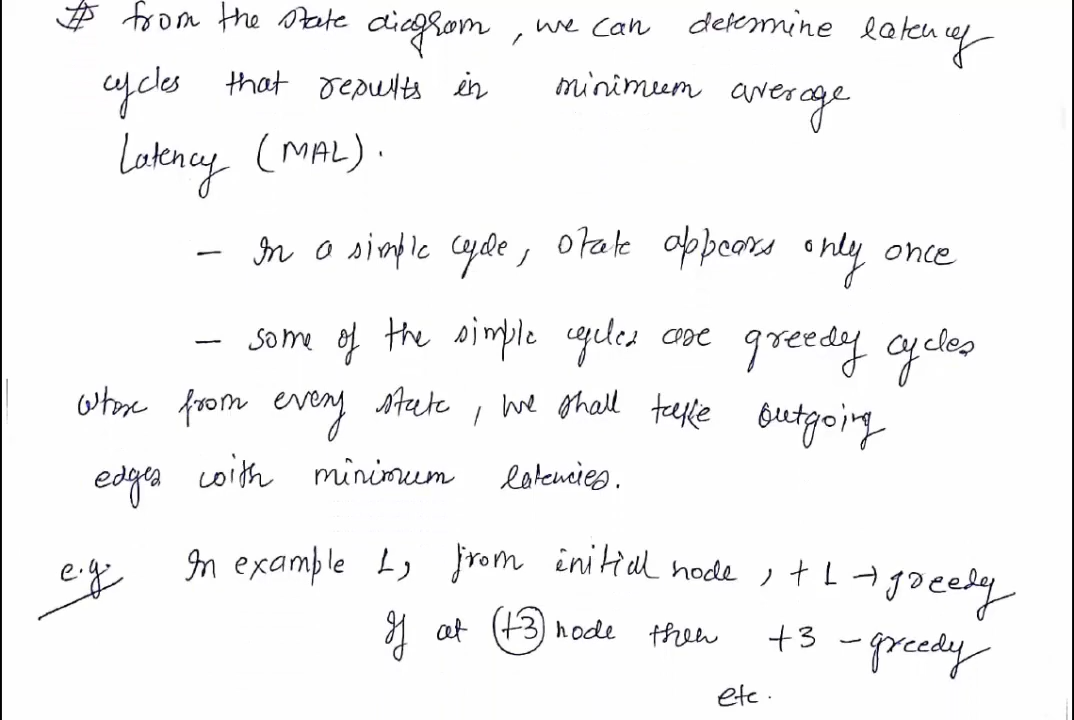 # from the state diagram, we can determine latency
cycles that results in minimum average
Latency (MAL).
- In a simple cycle, state appears only once
- some of the simple cycles are greedy cycles
where from every state, we shall take outgoing
edges with minimum latencies.
e.g. In example 1, from initial node, +1 → greedy
If at (+3) node then +3 - greedy
etc.